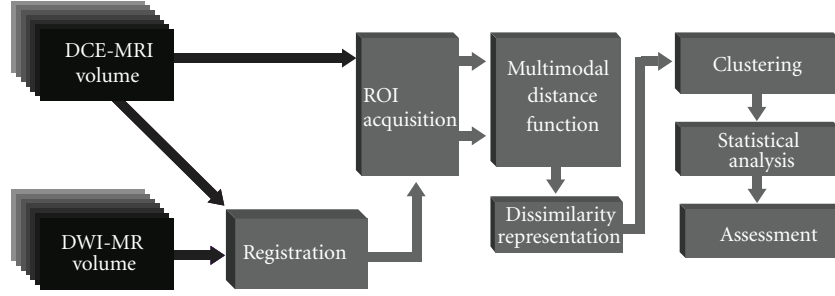 DCE-MRI
volume
ROI
acquisition
Multimodal
distance
function
Clustering
Statistical
analysis
Dissimilarity
representation
Assessment
DWI-MR
volume
Registration